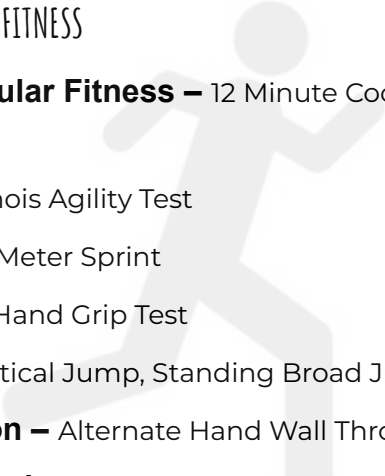 FITNESS
ular Fitness – 12 Minute Coo
nois Agility Test
Meter Sprint
Hand Grip Test
tical Jump, Standing Broad J
on – Alternate Hand Wall Thro